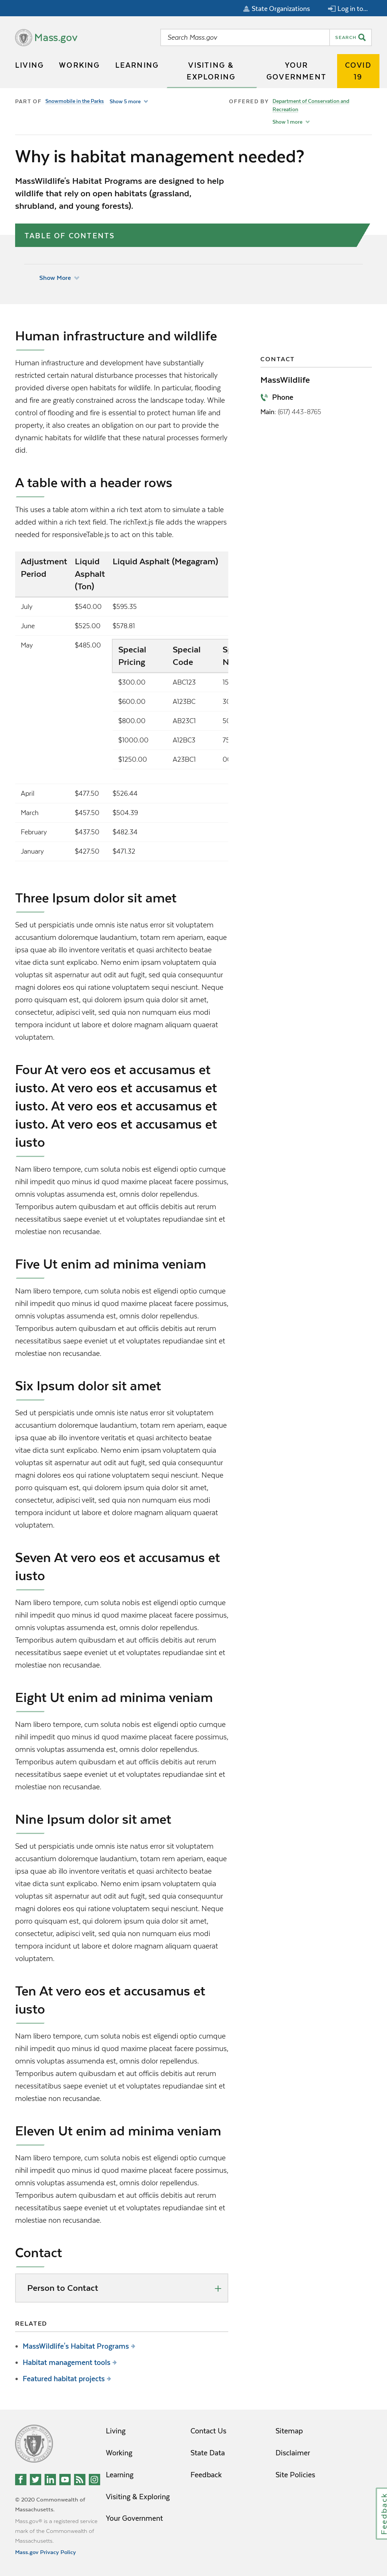 State Organizations
Log in to...
Mass.gov
Search Mass.gov
SEARCH
LIVING
WORKING
LEARNING
VISITING &
EXPLORING
YOUR
GOVERNMENT
COVID
19
PART OF Snowmobile in the Parks Show 5 more
OFFERED BY Department of Conservation and
Recreation
Show 1 more
Why is habitat management needed?
MassWildlife's Habitat Programs are designed to help
wildlife that rely on open habitats (grassland,
shrubland, and young forests).
TABLE OF CONTENTS
Show More
Human infrastructure and wildlife
Human infrastructure and development have substantially
restricted certain natural disturbance processes that historically
provided diverse open habitats for wildlife. In particular, flooding
and fire are greatly constrained across the landscape today. While
control of flooding and fire is essential to protect human life and
property, it also creates an obligation on our part to provide the
dynamic habitats for wildlife that these natural processes formerly
did.
CONTACT
MassWildlife
Phone
Main: (617) 443-8765
A table with a header rows
This uses a table atom within a rich text atom to simulate a table
added within a rich text field. The richText.js file adds the wrappers
needed for responsiveTable.js to act on this table.
Adjustment
Period
Liquid
Asphalt
(Ton)
Liquid Asphalt (Megagram)
July $540.00 $595.35
June $525.00 $578.81
May $485.00
Special
Pricing
Special
Code
$300.00 ABC123 15
$600.00 A123BC
$800.00 AB23C1
$1000.00 A12BC3
$1250.00 A23BC1
April $477.50 $526.44
March $457.50 $504.39
February $437.50 $482.34
January $427.50 $471.32
Three Ipsum dolor sit amet
Sed ut perspiciatis unde omnis iste natus error sit voluptatem
accusantium doloremque laudantium, totam rem aperiam, eaque
ipsa quae ab illo inventore veritatis et quasi architecto beatae
vitae dicta sunt explicabo. Nemo enim ipsam voluptatem quia
voluptas sit aspernatur aut odit aut fugit, sed quia consequuntur
magni dolores eos qui ratione voluptatem sequi nesciunt. Neque
porro quisquam est, qui dolorem ipsum quia dolor sit amet,
consectetur, adipisci velit, sed quia non numquam eius modi
tempora incidunt ut labore et dolore magnam aliquam quaerat
voluptatem.
Four At vero eos et accusamus et
iusto. At vero eos et accusamus et
iusto. At vero eos et accusamus et
iusto. At vero eos et accusamus et
iusto
Nam libero tempore, cum soluta nobis est eligendi optio cumque
nihil impedit quo minus id quod maxime placeat facere possimus,
omnis voluptas assumenda est, omnis dolor repellendus.
Temporibus autem quibusdam et aut officiis debitis aut rerum
necessitatibus saepe eveniet ut et voluptates repudiandae sint et
molestiae non recusandae.
Five Ut enim ad minima veniam
Nam libero tempore, cum soluta nobis est eligendi optio cumque
nihil impedit quo minus id quod maxime placeat facere possimus,
omnis voluptas assumenda est, omnis dolor repellendus.
Temporibus autem quibusdam et aut officiis debitis aut rerum
necessitatibus saepe eveniet ut et voluptates repudiandae sint et
molestiae non recusandae.
Six Ipsum dolor sit amet
Sed ut perspiciatis unde omnis iste natus error sit voluptatem
accusantium doloremque laudantium, totam rem aperiam, eaque
ipsa quae ab illo inventore veritatis et quasi architecto beatae
vitae dicta sunt explicabo. Nemo enim ipsam voluptatem quia
voluptas sit aspernatur aut odit aut fugit, sed quia consequuntur
magni dolores eos qui ratione voluptatem sequi nesciunt. Neque
porro quisquam est, qui dolorem ipsum quia dolor sit amet,
consectetur, adipisci velit, sed quia non numquam eius modi
tempora incidunt ut labore et dolore magnam aliquam quaerat
voluptatem.
Seven At vero eos et accusamus et
iusto
Nam libero tempore, cum soluta nobis est eligendi optio cumque
nihil impedit quo minus id quod maxime placeat facere possimus,
omnis voluptas assumenda est, omnis dolor repellendus.
Temporibus autem quibusdam et aut officiis debitis aut rerum
necessitatibus saepe eveniet ut et voluptates repudiandae sint et
molestiae non recusandae.
Eight Ut enim ad minima veniam
Nam libero tempore, cum soluta nobis est eligendi optio cumque
nihil impedit quo minus id quod maxime placeat facere possimus,
omnis voluptas assumenda est, omnis dolor repellendus.
Temporibus autem quibusdam et aut officiis debitis aut rerum
necessitatibus saepe eveniet ut et voluptates repudiandae sint et
molestiae non recusandae.
Nine Ipsum dolor sit amet
Sed ut perspiciatis unde omnis iste natus error sit voluptatem
accusantium doloremque laudantium, totam rem aperiam, eaque
ipsa quae ab illo inventore veritatis et quasi architecto beatae
vitae dicta sunt explicabo. Nemo enim ipsam voluptatem quia
voluptas sit aspernatur aut odit aut fugit, sed quia consequuntur
magni dolores eos qui ratione voluptatem sequi nesciunt. Neque
porro quisquam est, qui dolorem ipsum quia dolor sit amet,
consectetur, adipisci velit, sed quia non numquam eius modi
tempora incidunt ut labore et dolore magnam aliquam quaerat
voluptatem.
Ten At vero eos et accusamus et
iusto
Nam libero tempore, cum soluta nobis est eligendi optio cumque
nihil impedit quo minus id quod maxime placeat facere possimus,
omnis voluptas assumenda est, omnis dolor repellendus.
Temporibus autem quibusdam et aut officiis debitis aut rerum
necessitatibus saepe eveniet ut et voluptates repudiandae sint et
molestiae non recusandae.
Eleven Ut enim ad minima veniam
Nam libero tempore, cum soluta nobis est eligendi optio cumque
nihil impedit quo minus id quod maxime placeat facere possimus,
omnis voluptas assumenda est, omnis dolor repellendus.
Temporibus autem quibusdam et aut officiis debitis aut rerum
necessitatibus saepe eveniet ut et voluptates repudiandae sint et
molestiae non recusandae.
Contact
Person to Contact
RELATED
MassWildlife's Habitat Programs
Habitat management tools
Featured habitat projects
Living
Working
Learning
Visiting & Exploring
Your Government
Contact Us
State Data
Feedback
Sitemap
Disclaimer
Site Policies
© 2020 Commonwealth of
Massachusetts.
Mass.gov® is a registered service
mark of the Commonwealth of
Massachusetts.
Mass.gov Privacy Policy
Feedback